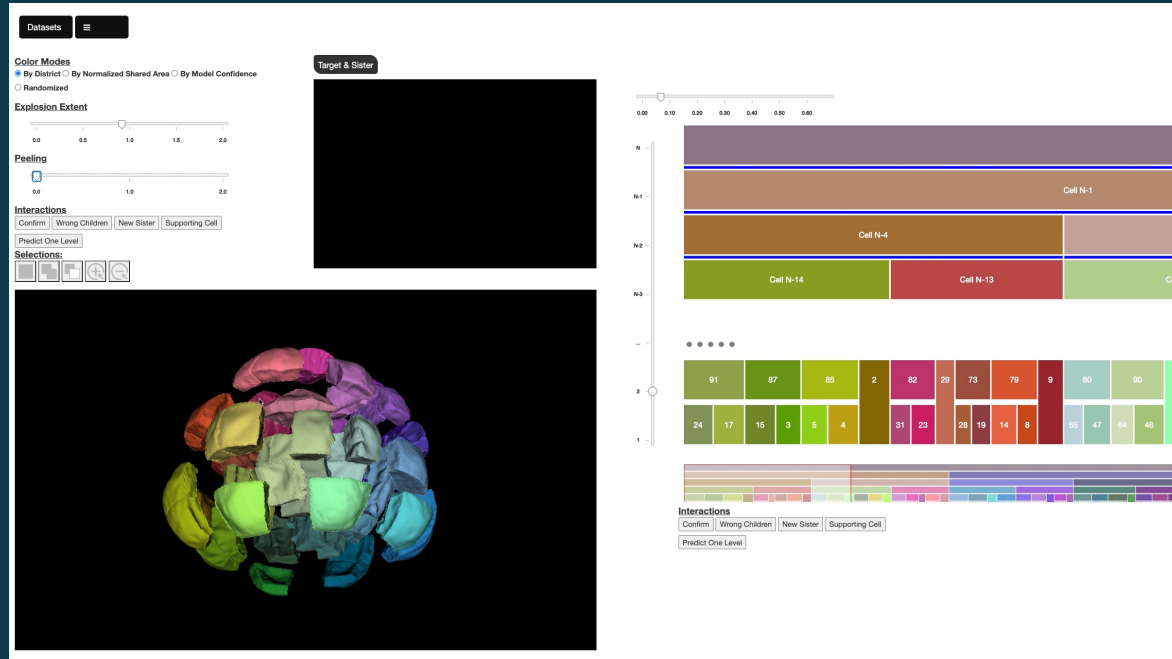 Datasets ≡
Color Modes
By District By Normalized Shared Area By Model Confidence
Randomized
Explosion Extent
0.0 0.5 1.0 1.5 2.0
Peeling
0.0 1.0 2.0
Interactions
Confirm Wrong Children New Sister Supporting Cell
Predict One Level
Selections:
Target & Sister
0.00 0.10 0.20 0.30 0.40 0.50 0.60
N
N-1 Cell N-1
N-2 Cell N-4
N-3 Cell N-14 Cell N-13 C
...
2 91 87 85 2 82 29 73 79 9 80 90
1 24 17 15 3 5 4 31 23 28 19 14 8 65 47 64 46
Interactions
Confirm Wrong Children New Sister Supporting Cell
Predict One Level